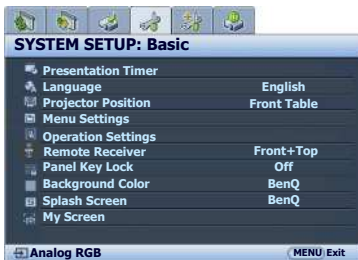 SYSTEM SETUP: Basic
Presentation Timer
Language English
Projector Position Front Table
Menu Settings
Operation Settings
Remote Receiver Front+Top
Panel Key Lock Off
Background Color BenQ
Splash Screen BenQ
My Screen
Analog RGB MENU Exit